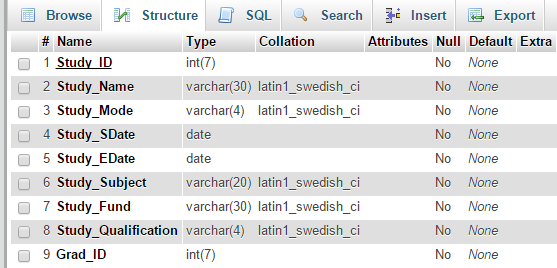 Browse Structure SQL Search Insert Export
# Name Type Collation Attributes Null Default Extra
1 Study_ID int(7) No None
2 Study_Name varchar(30) latin1_swedish_ci No None
3 Study_Mode varchar(4) latin1_swedish_ci No None
4 Study_SDate date No None
5 Study_EDate date No None
6 Study_Subject varchar(20) latin1_swedish_ci No None
7 Study_Fund varchar(30) latin1_swedish_ci No None
8 Study_Qualification varchar(4) latin1_swedish_ci No None
9 Grad_ID int(7) No None